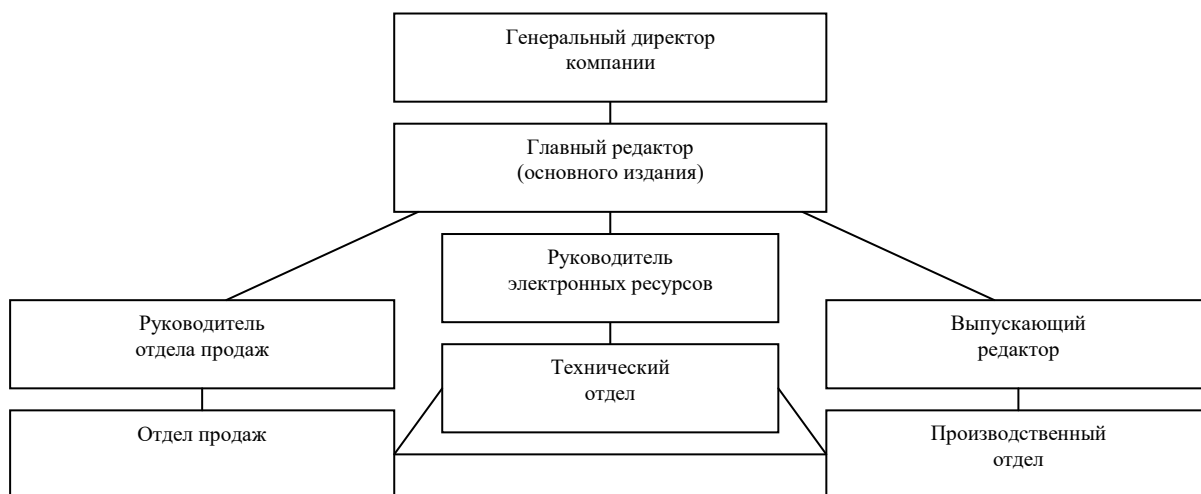 Генеральный директор
компании
Главный редактор
(основного издания)
Руководитель
электронных ресурсов
Руководитель
отдела продаж
Выпускающий
редактор
Технический
отдел
Отдел продаж
Производственный
отдел